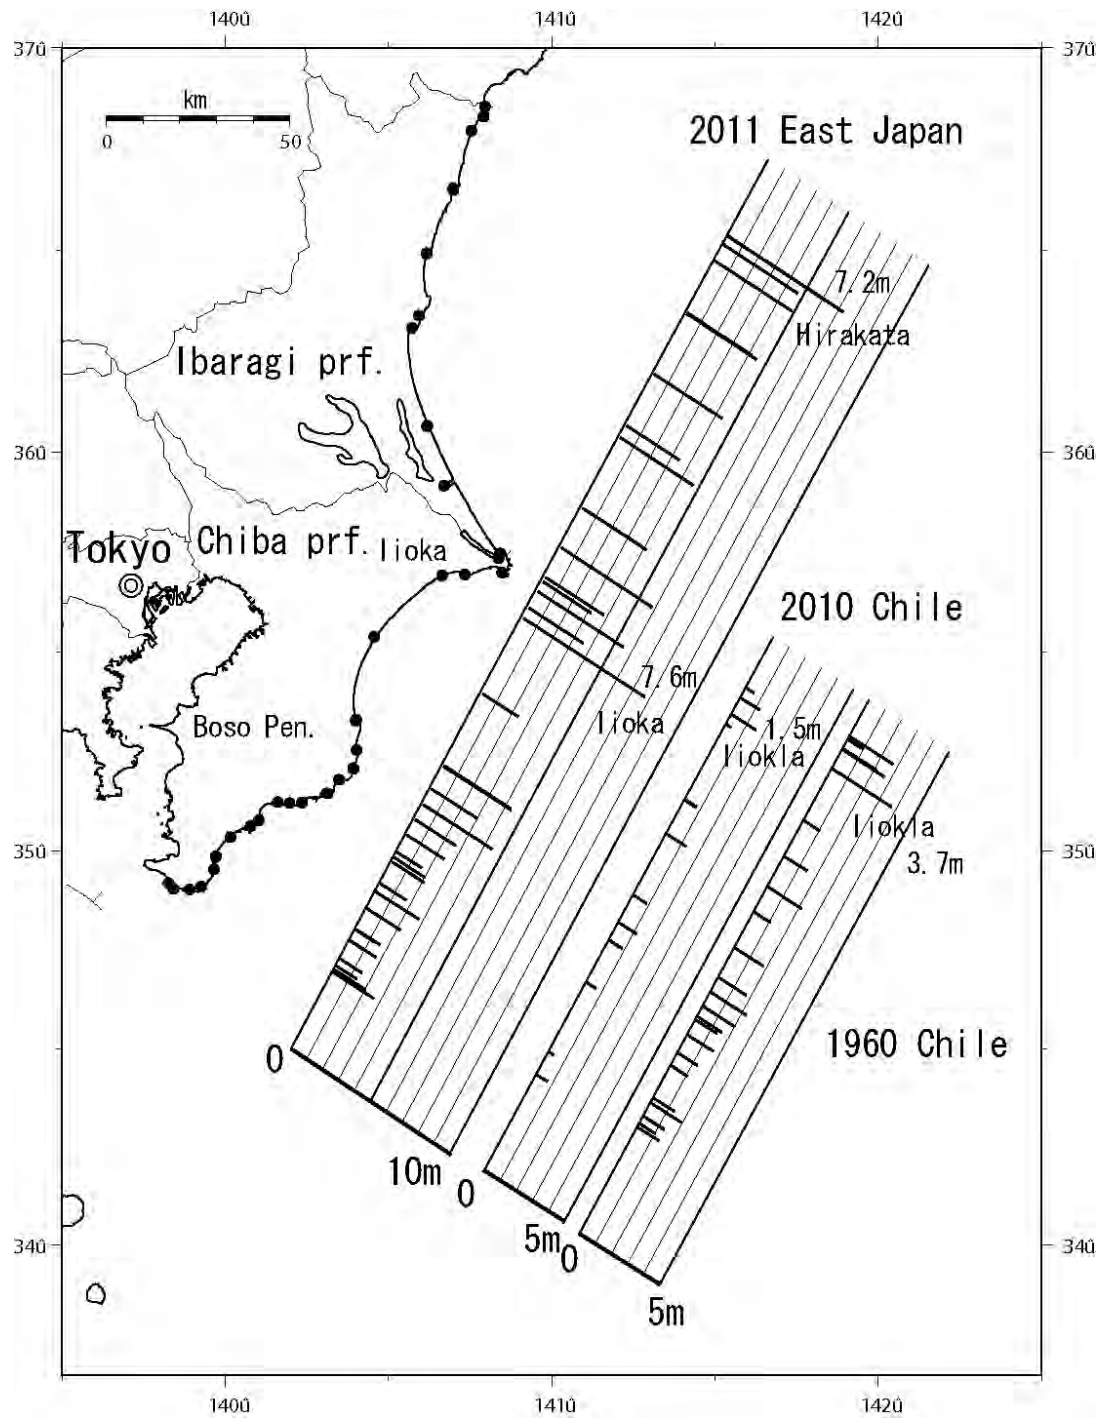 140û 141û 142û
37û 37û
km
0 50
2011 East Japan
7.2m
Hirakata
Ibaragi prf.
36û 36û
Tokyo Chiba prf. Iioka
2010 Chile
7.6m
Iioka
1.5m
Iiokla
Boso Pen.
Iiokla
3.7m
35û 35û
1960 Chile
0
10m
0
34û 34û
5m
0
5m
140û 141û 142û